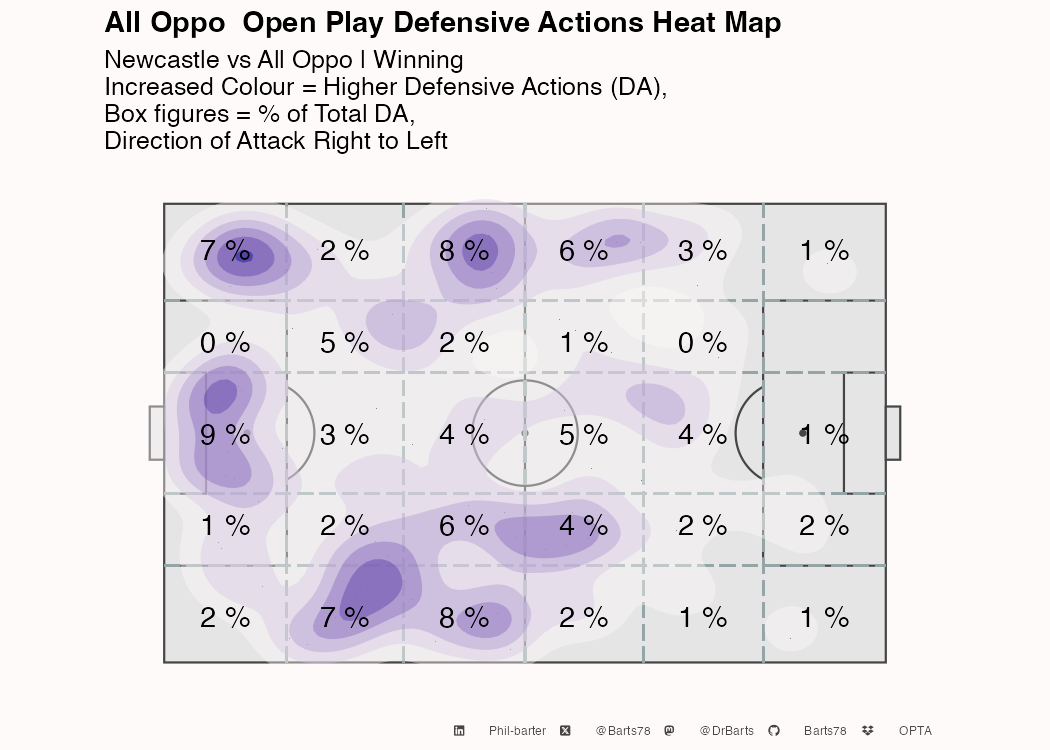 All Oppo  Open Play Defensive Actions Heat Map
Newcastle vs All Oppo | Winning
Increased Colour = Higher Defensive Actions (DA),
Box figures = % of Total DA,
Direction of Attack Right to Left
7 % 2 % 8 % 6 % 3 % 1 %
0 % 5 % 2 % 1 % 0 %
9 % 3 % 4 % 5 % 4 % 1 %
1 % 2 % 6 % 4 % 2 % 2 %
2 % 7 % 8 % 2 % 1 % 1 %
Phil-barter @Barts78 @DrBarts Barts78 OPTA